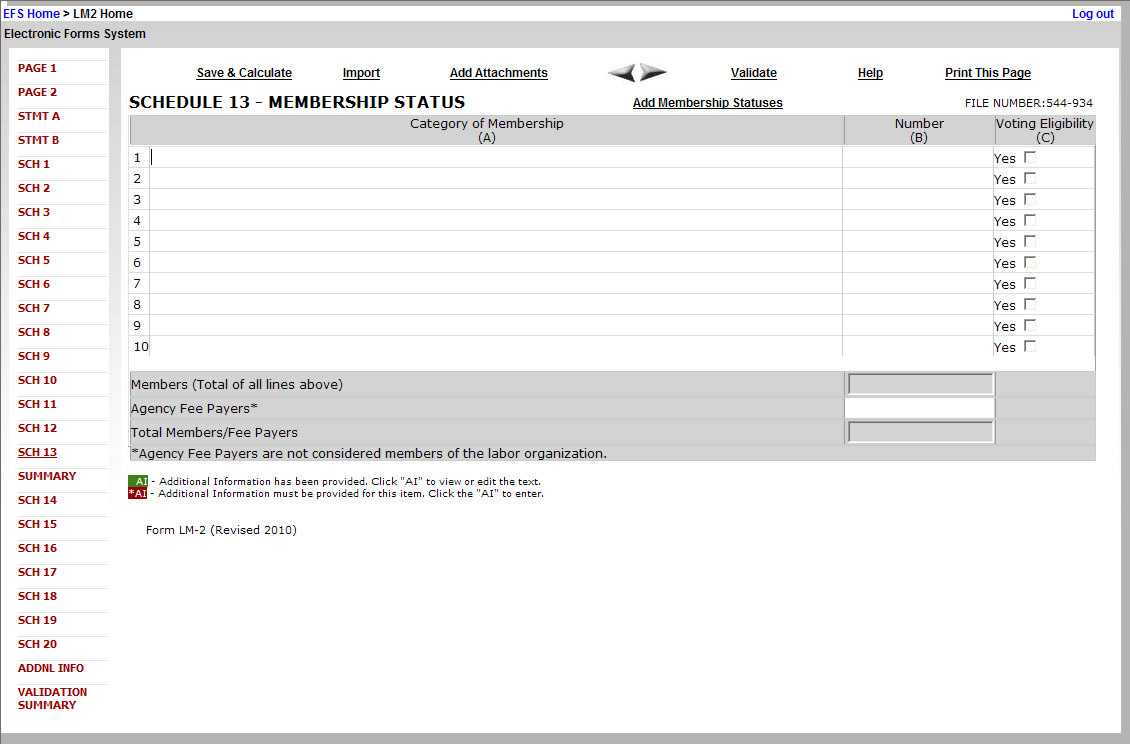 EFS Home > LM2 Home
Log out
Electronic Forms System
PAGE 1
PAGE 2
STMT A
STMT B
SCH 1
SCH 2
SCH 3
SCH 4
SCH 5
SCH 6
SCH 7
SCH 8
SCH 9
SCH 10
SCH 11
SCH 12
SCH 13
SUMMARY
SCH 14
SCH 15
SCH 16
SCH 17
SCH 18
SCH 19
SCH 20
ADDNL INFO
VALIDATION
SUMMARY
Save & Calculate Import Add Attachments Validate Help Print This Page
SCHEDULE 13 - MEMBERSHIP STATUS Add Membership Statuses FILE NUMBER:544-934
Category of Membership Number Voting Eligibility
(A) (B) (C)
1 Yes
2 Yes
3 Yes
4 Yes
5 Yes
6 Yes
7 Yes
8 Yes
9 Yes
10 Yes
Members (Total of all lines above)
Agency Fee Payers*
Total Members/Fee Payers
*Agency Fee Payers are not considered members of the labor organization.
AI - Additional Information has been provided. Click "AI" to view or edit the text.
*AI - Additional Information must be provided for this item. Click the "AI" to enter.
Form LM-2 (Revised 2010)